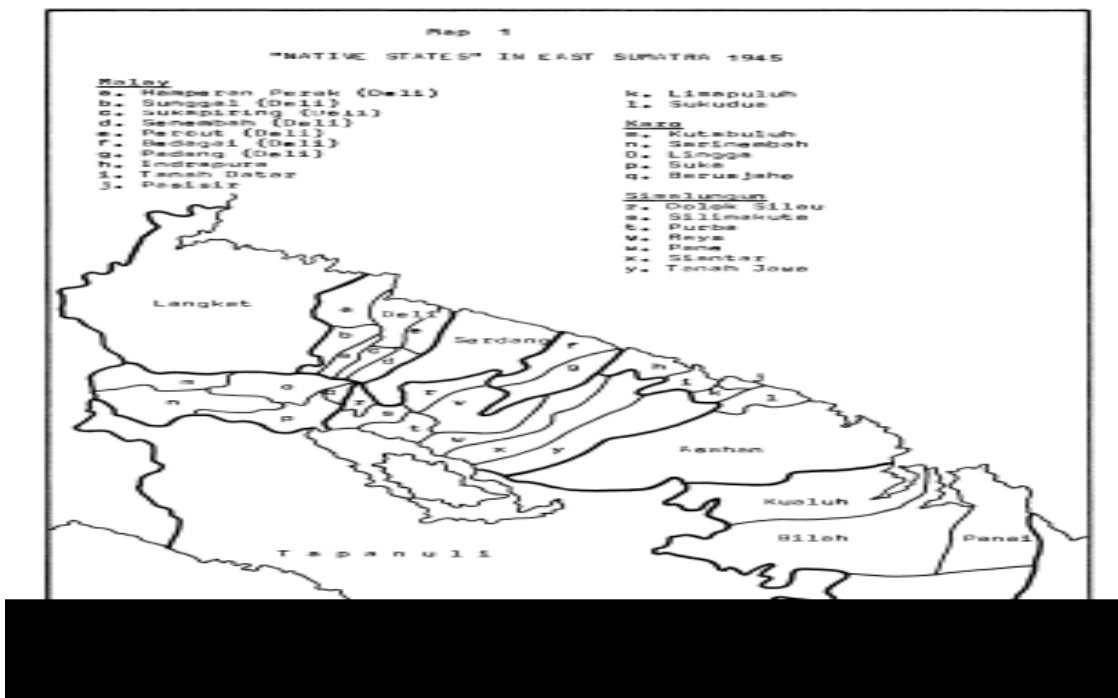 Map 1
"NATIVE STATES" IN EAST SUMATRA 1945
Malay
a. Hamparan Perak (Deli)
b. Sunggal (Deli)
c. Sukapiring (Deli)
d. Senembah (Deli)
e. Percut (Deli)
f. Bedagai (Deli)
g. Padang (Deli)
h. Indrapura
i. Tanah Datar
j. Pesisir
k. Limapuluh
l. Sukudua
Karo
m. Kutabuluh
n. Sarinembah
o. Lingga
p. Suka
q. Barusjahe
Simalungun
r. Dolok Silau
s. Silimakuta
t. Purba
v. Raya
w. Pane
x. Siantar
y. Tanah Jawa
Langkat
a
Deli
e
b
c
d
Serdang
f
g
h
i
j
k
l
m
o
n
p
r
s
r
v
t
w
x
y
Asahan
Kualuh
Bilah
Panei
Tapanuli